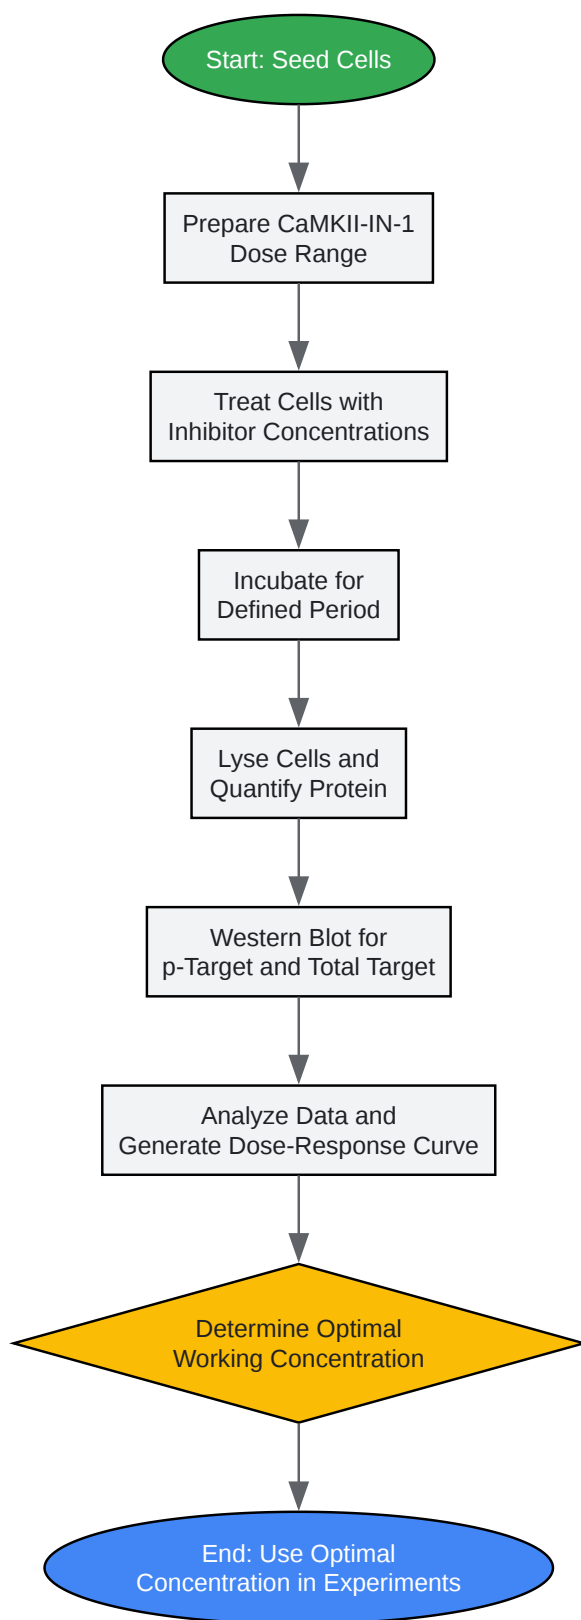 Start: Seed Cells
Prepare CaMKII-IN-1
Dose Range
Treat Cells with
Inhibitor Concentrations
Incubate for
Defined Period
Lyse Cells and
Quantify Protein
Western Blot for
p-Target and Total Target
Analyze Data and
Generate Dose-Response Curve
Determine Optimal
Working Concentration
End: Use Optimal
Concentration in Experiments